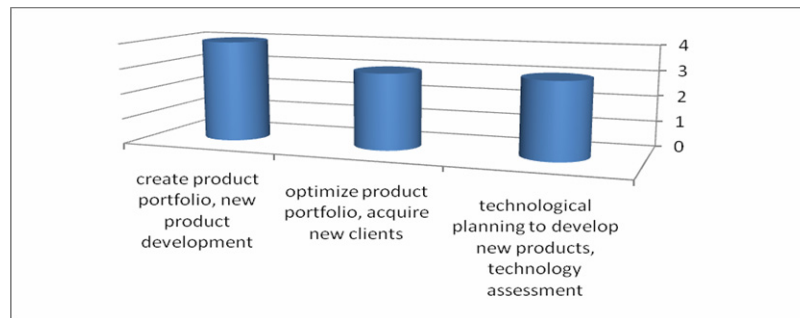 4
3
2
1
0
create product
portfolio, new
product
development
optimize product
portfolio, acquire
new clients
technological
planning to develop
new products,
technology
assessment